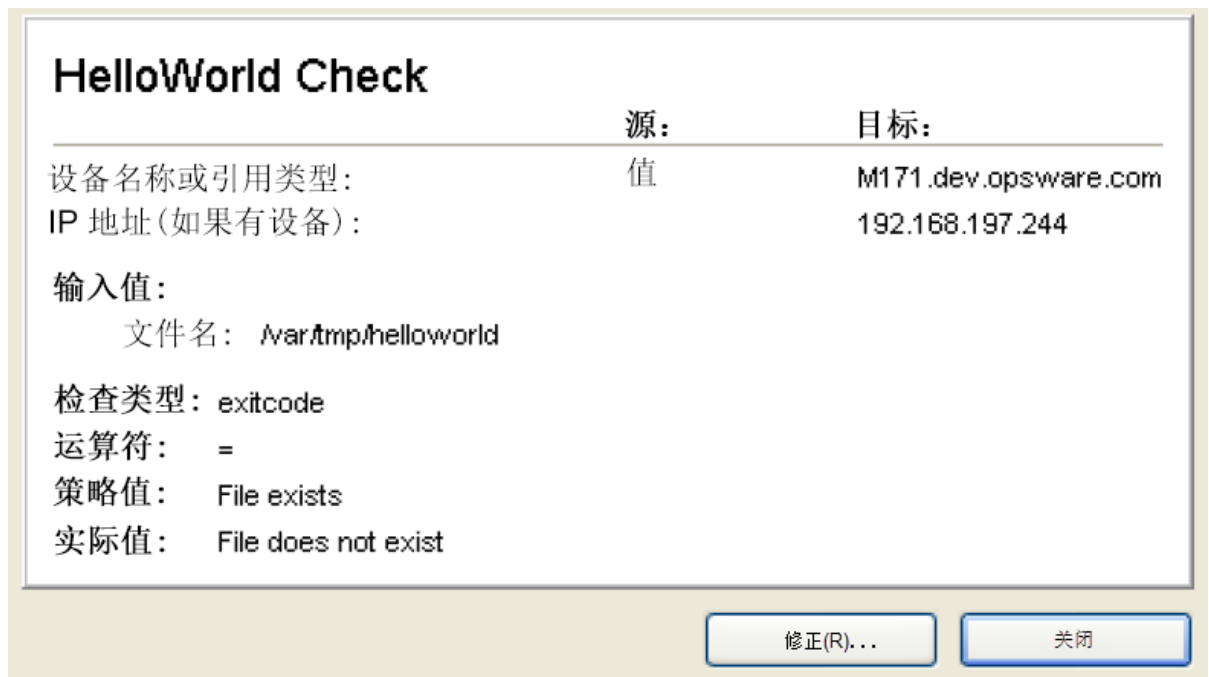 HelloWorld Check
源: 目标:
设备名称或引用类型: 值 M171.dev.opsware.com
IP 地址(如果有设备): 192.168.197.244
输入值:
文件名: /var/tmp/helloworld
检查类型: exitcode
运算符: =
策略值: File exists
实际值: File does not exist
修正(R)... 关闭